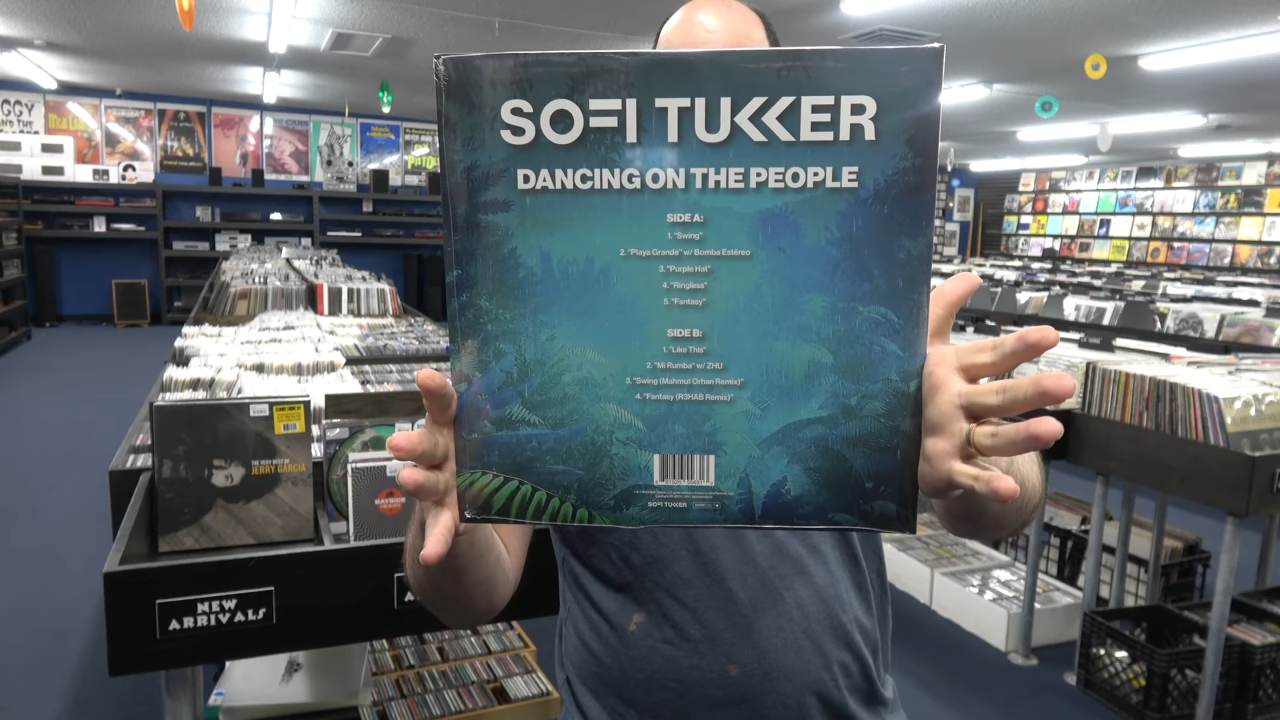 SOFI TUKKER
DANCING ON THE PEOPLE
SIDE A:
1. "Swing"
2. "Playa Grande" w/ Bomba Estéreo
3. "Purple Hat"
4. "Ringless"
5. "Fantasy"
SIDE B:
1. "Like This"
2. "Mi Rumba" w/ ZHU
3. "Swing (Mahmut Orhan Remix)"
4. "Fantasy (R3HAB Remix)"
SOFI TUKKER
THE VERY BEST OF
JERRY GARCIA
BAYSIDE
NEW
ARRIVALS